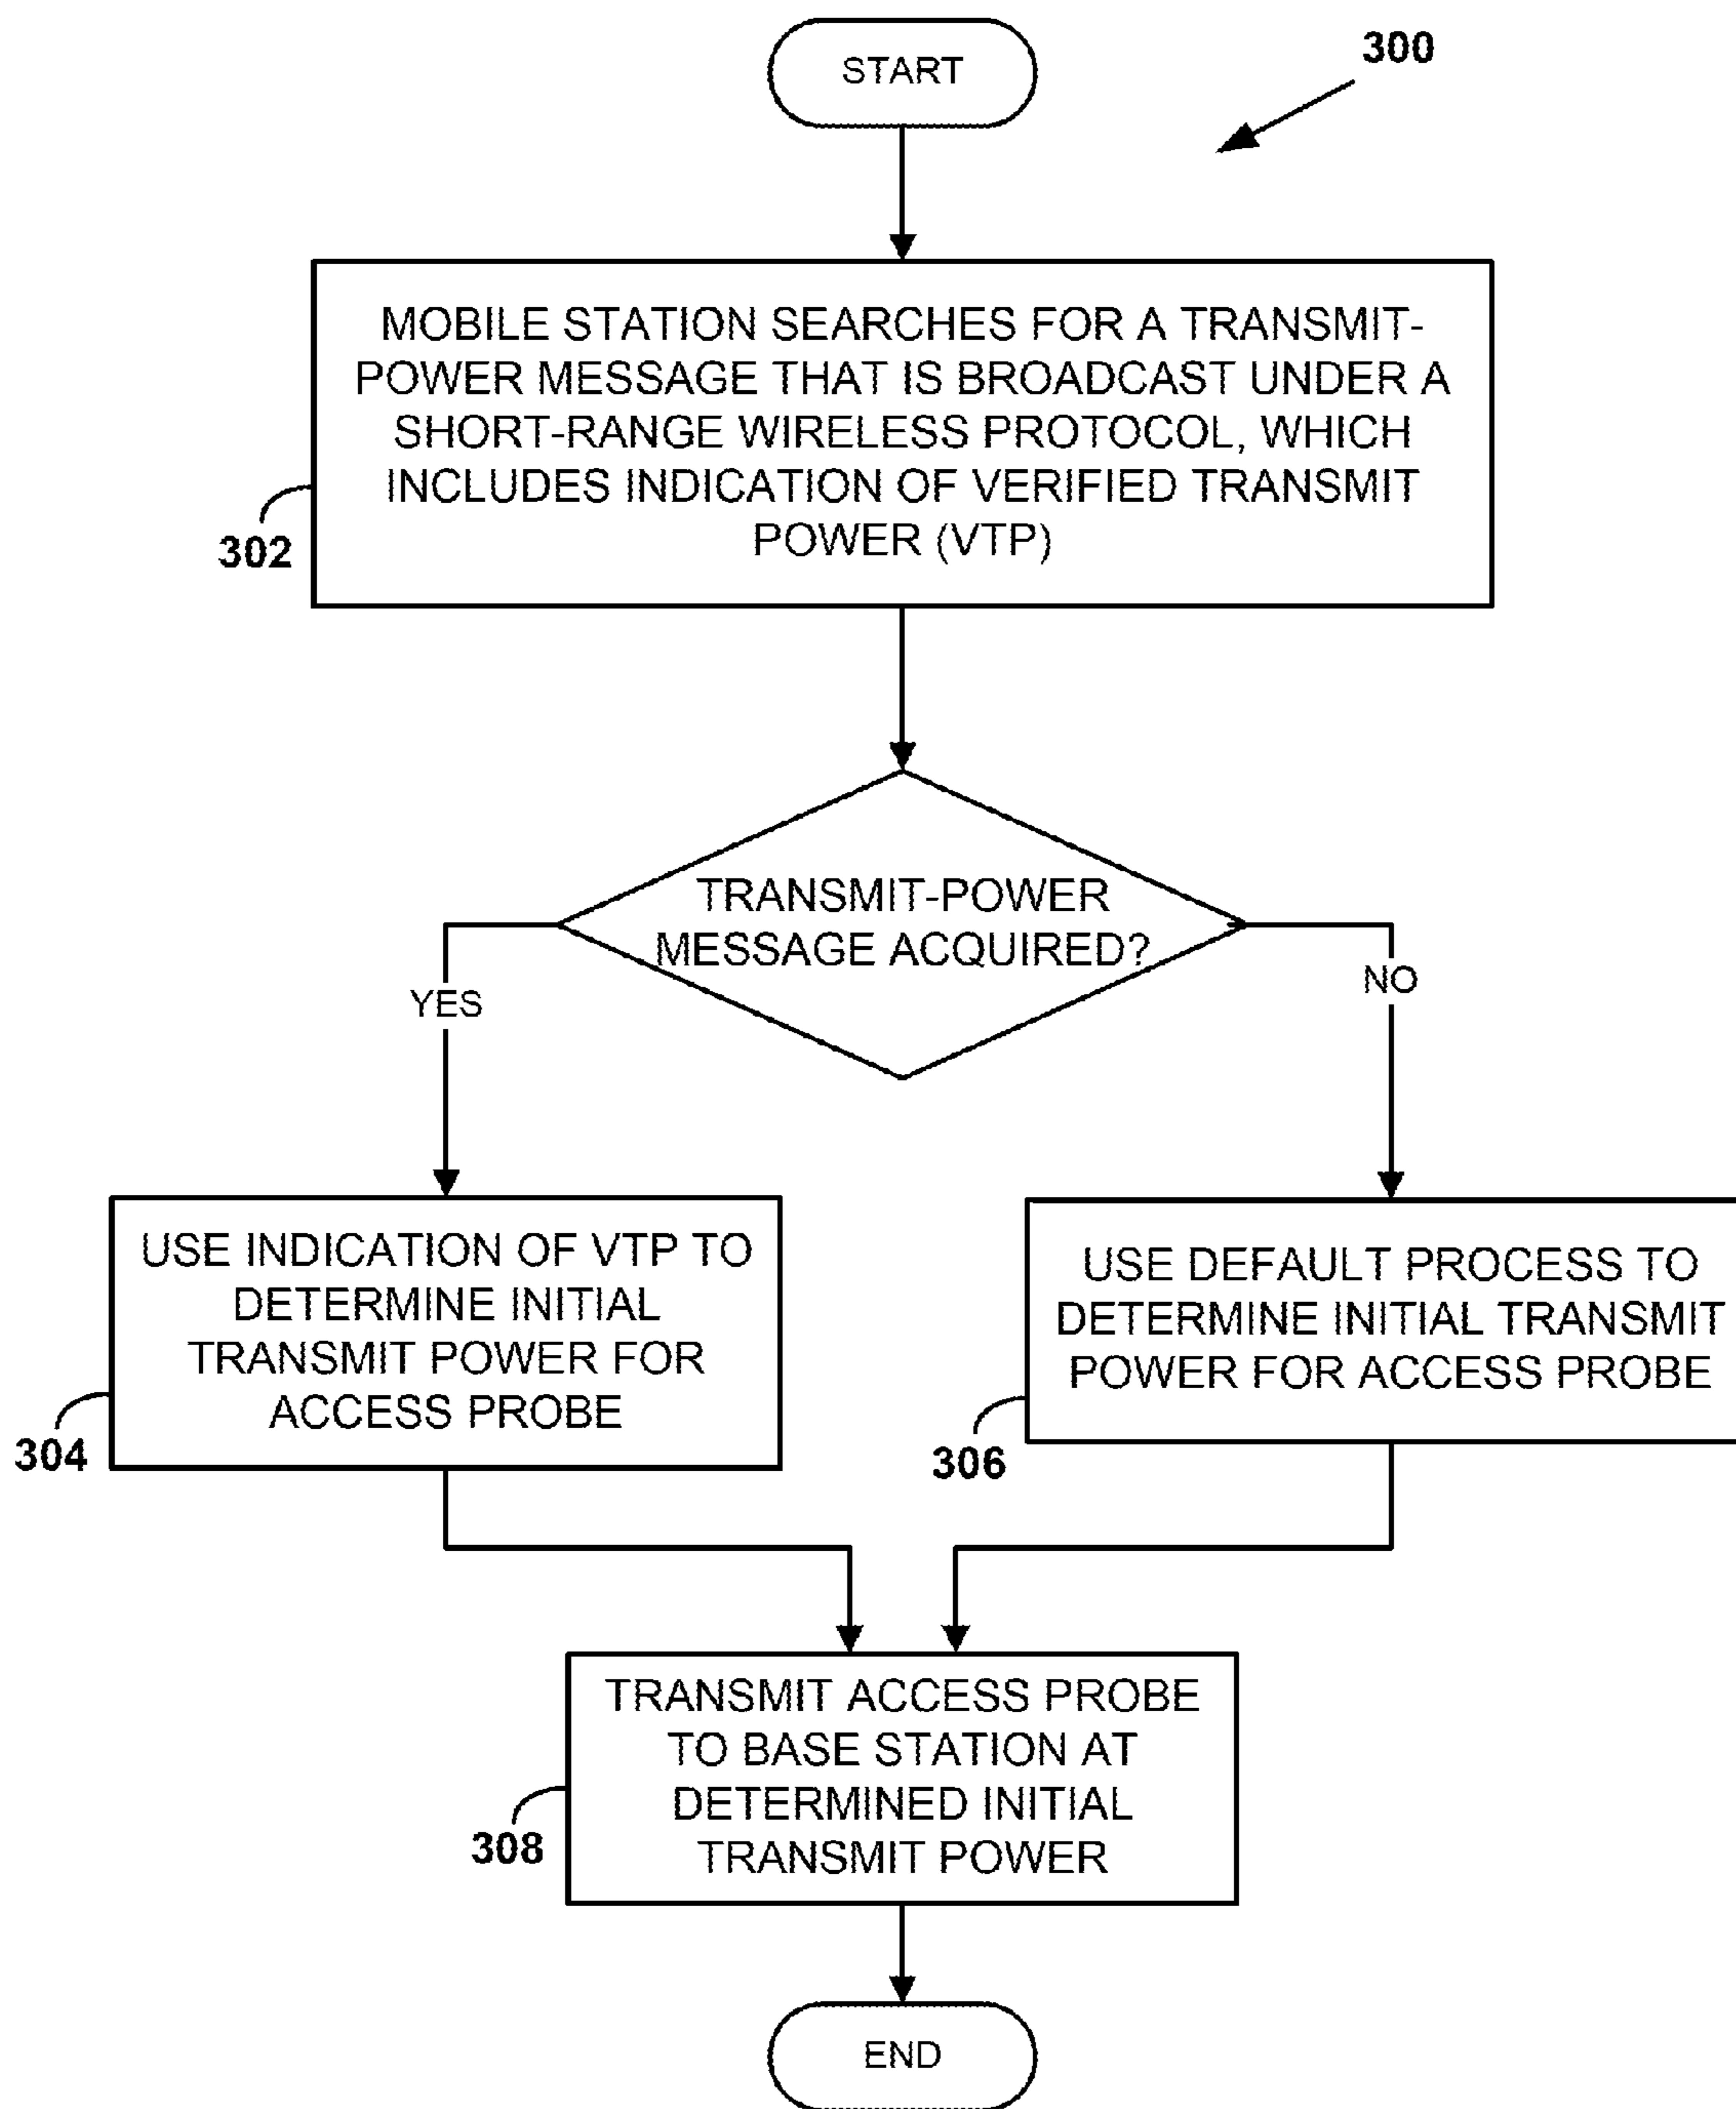 START
300
MOBILE STATION SEARCHES FOR A TRANSMIT-
POWER MESSAGE THAT IS BROADCAST UNDER A
SHORT-RANGE WIRELESS PROTOCOL, WHICH
INCLUDES INDICATION OF VERIFIED TRANSMIT
POWER (VTP)
302
TRANSMIT-POWER
MESSAGE ACQUIRED?
YES
NO
USE INDICATION OF VTP TO
DETERMINE INITIAL
TRANSMIT POWER FOR
ACCESS PROBE
304
USE DEFAULT PROCESS TO
DETERMINE INITIAL TRANSMIT
POWER FOR ACCESS PROBE
306
TRANSMIT ACCESS PROBE
TO BASE STATION AT
DETERMINED INITIAL
TRANSMIT POWER
308
END